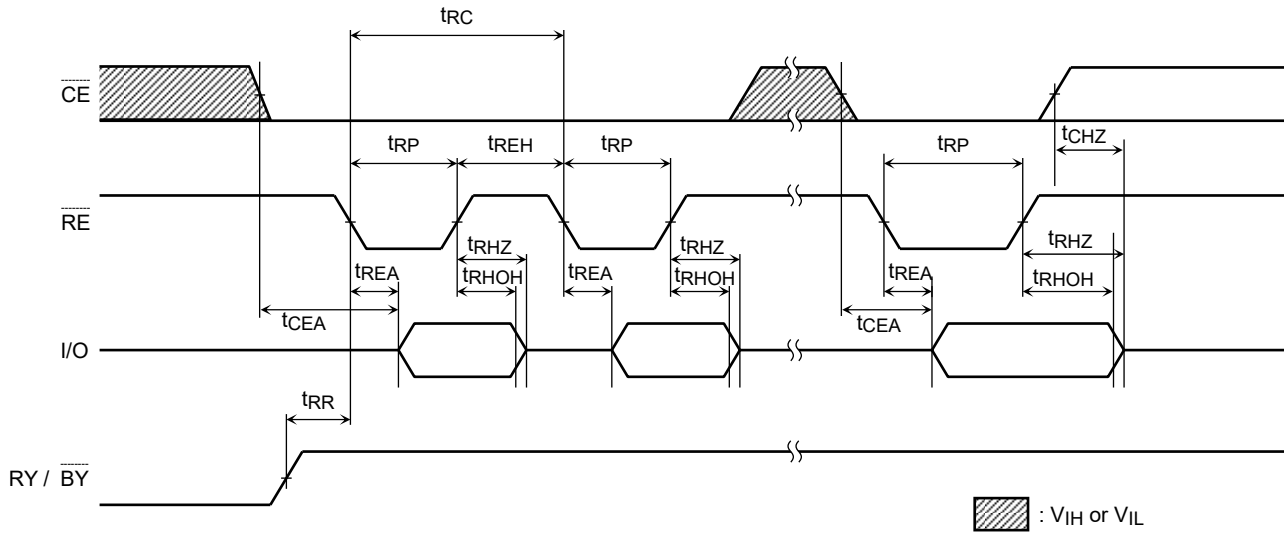 tRC
CE
tRP tREH tRP tRP tCHZ
RE
tREA tRHZ tRHOH tREA tRHZ tRHOH tREA tRHZ tRHOH
tCEA tCEA
I/O
tRR
RY / BY
: VIH or VIL